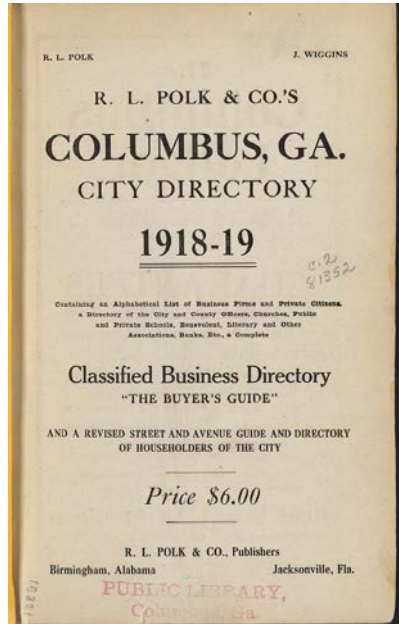 R. L. POLK J. WIGGINS
R. L. POLK & CO.'S
COLUMBUS, GA.
CITY DIRECTORY
1918-19
c.2
81352
Containing an Alphabetical List of Business Firms and Private Citizens,
a Directory of the City and County Officers, Churches, Public
and Private Schools, Benevolent, Literary and Other
Associations, Banks, Etc., a Complete
Classified Business Directory
"THE BUYER'S GUIDE"
AND A REVISED STREET AND AVENUE GUIDE AND DIRECTORY
OF HOUSEHOLDERS OF THE CITY
Price $6.00
R. L. POLK & CO., Publishers
Birmingham, Alabama Jacksonville, Fla.
PUBLIC LIBRARY,
Columbus, Ga.